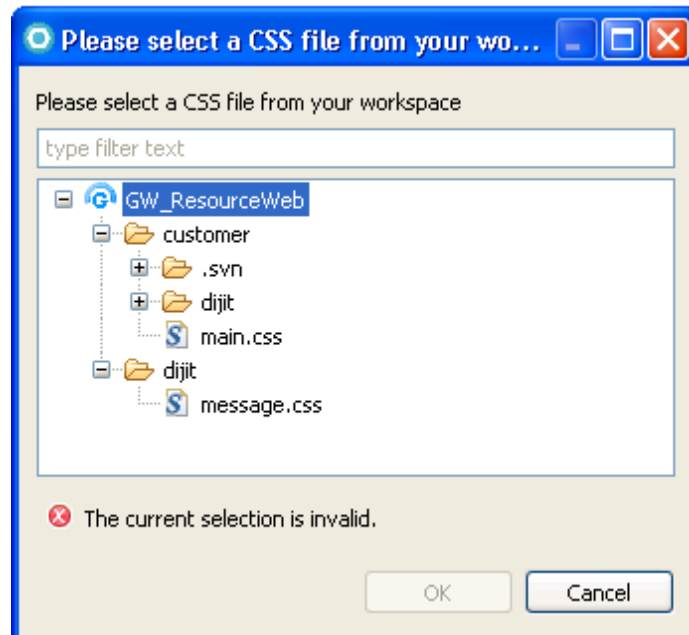 Please select a CSS file from your wo...
Please select a CSS file from your workspace
type filter text
GW_ResourceWeb
customer
.svn
dijit
main.css
dijit
message.css
The current selection is invalid.
OK
Cancel